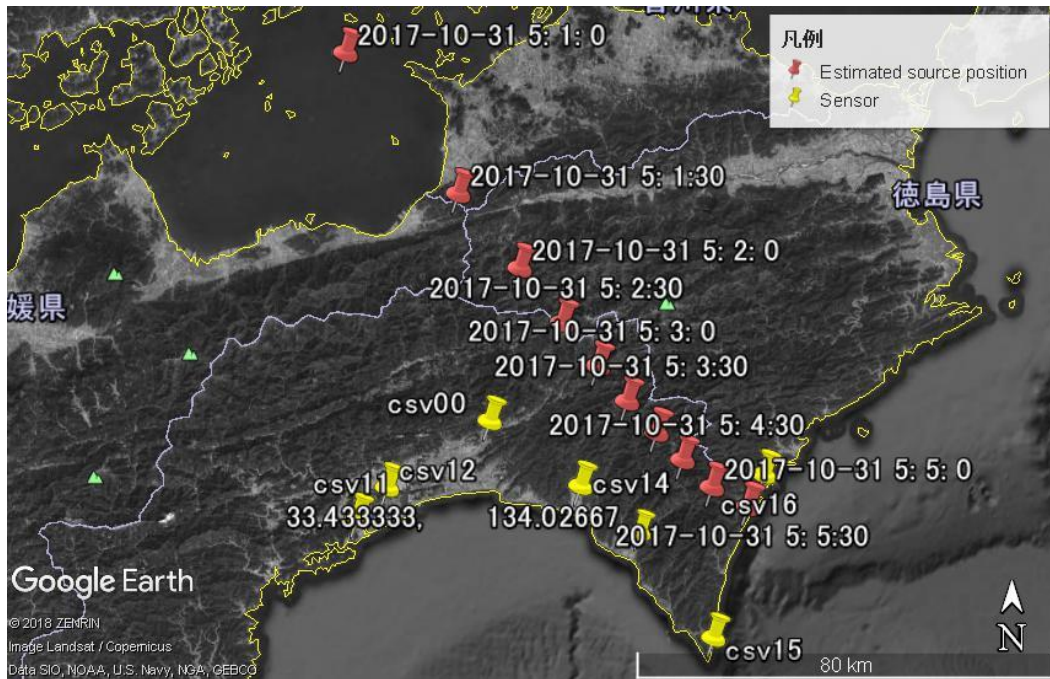 香川県
2017-10-31 5: 1: 0
凡例
Estimated source position
Sensor
2017-10-31 5: 1:30
徳島県
2017-10-31 5: 2: 0
2017-10-31 5: 2:30
媛県
2017-10-31 5: 3: 0
2017-10-31 5: 3:30
csv00
2017-10-31 5: 4:30
csv11
csv12
csv14
2017-10-31 5: 5: 0
csv16
33.433333,
134.02667,
2017-10-31 5: 5:30
Google Earth
© 2018 ZENRIN
Image Landsat / Copernicus
Data SIO, NOAA, U.S. Navy, NGA, GEBCO
N
csv15
80 km